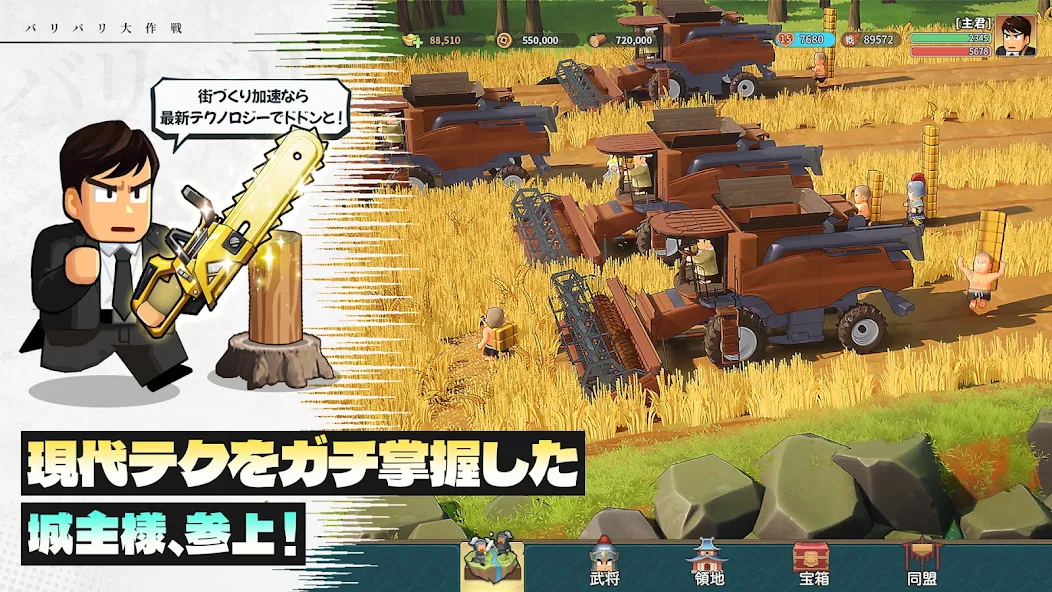 バリバリ大作戦
街づくり加速なら
最新テクノロジーでドドンと!
現代テクをガチ掌握した
城主様、参上!
88,510
550,000
720,000
15 7680
89572
[主君]
2345
5678
武将
領地
宝箱
同盟